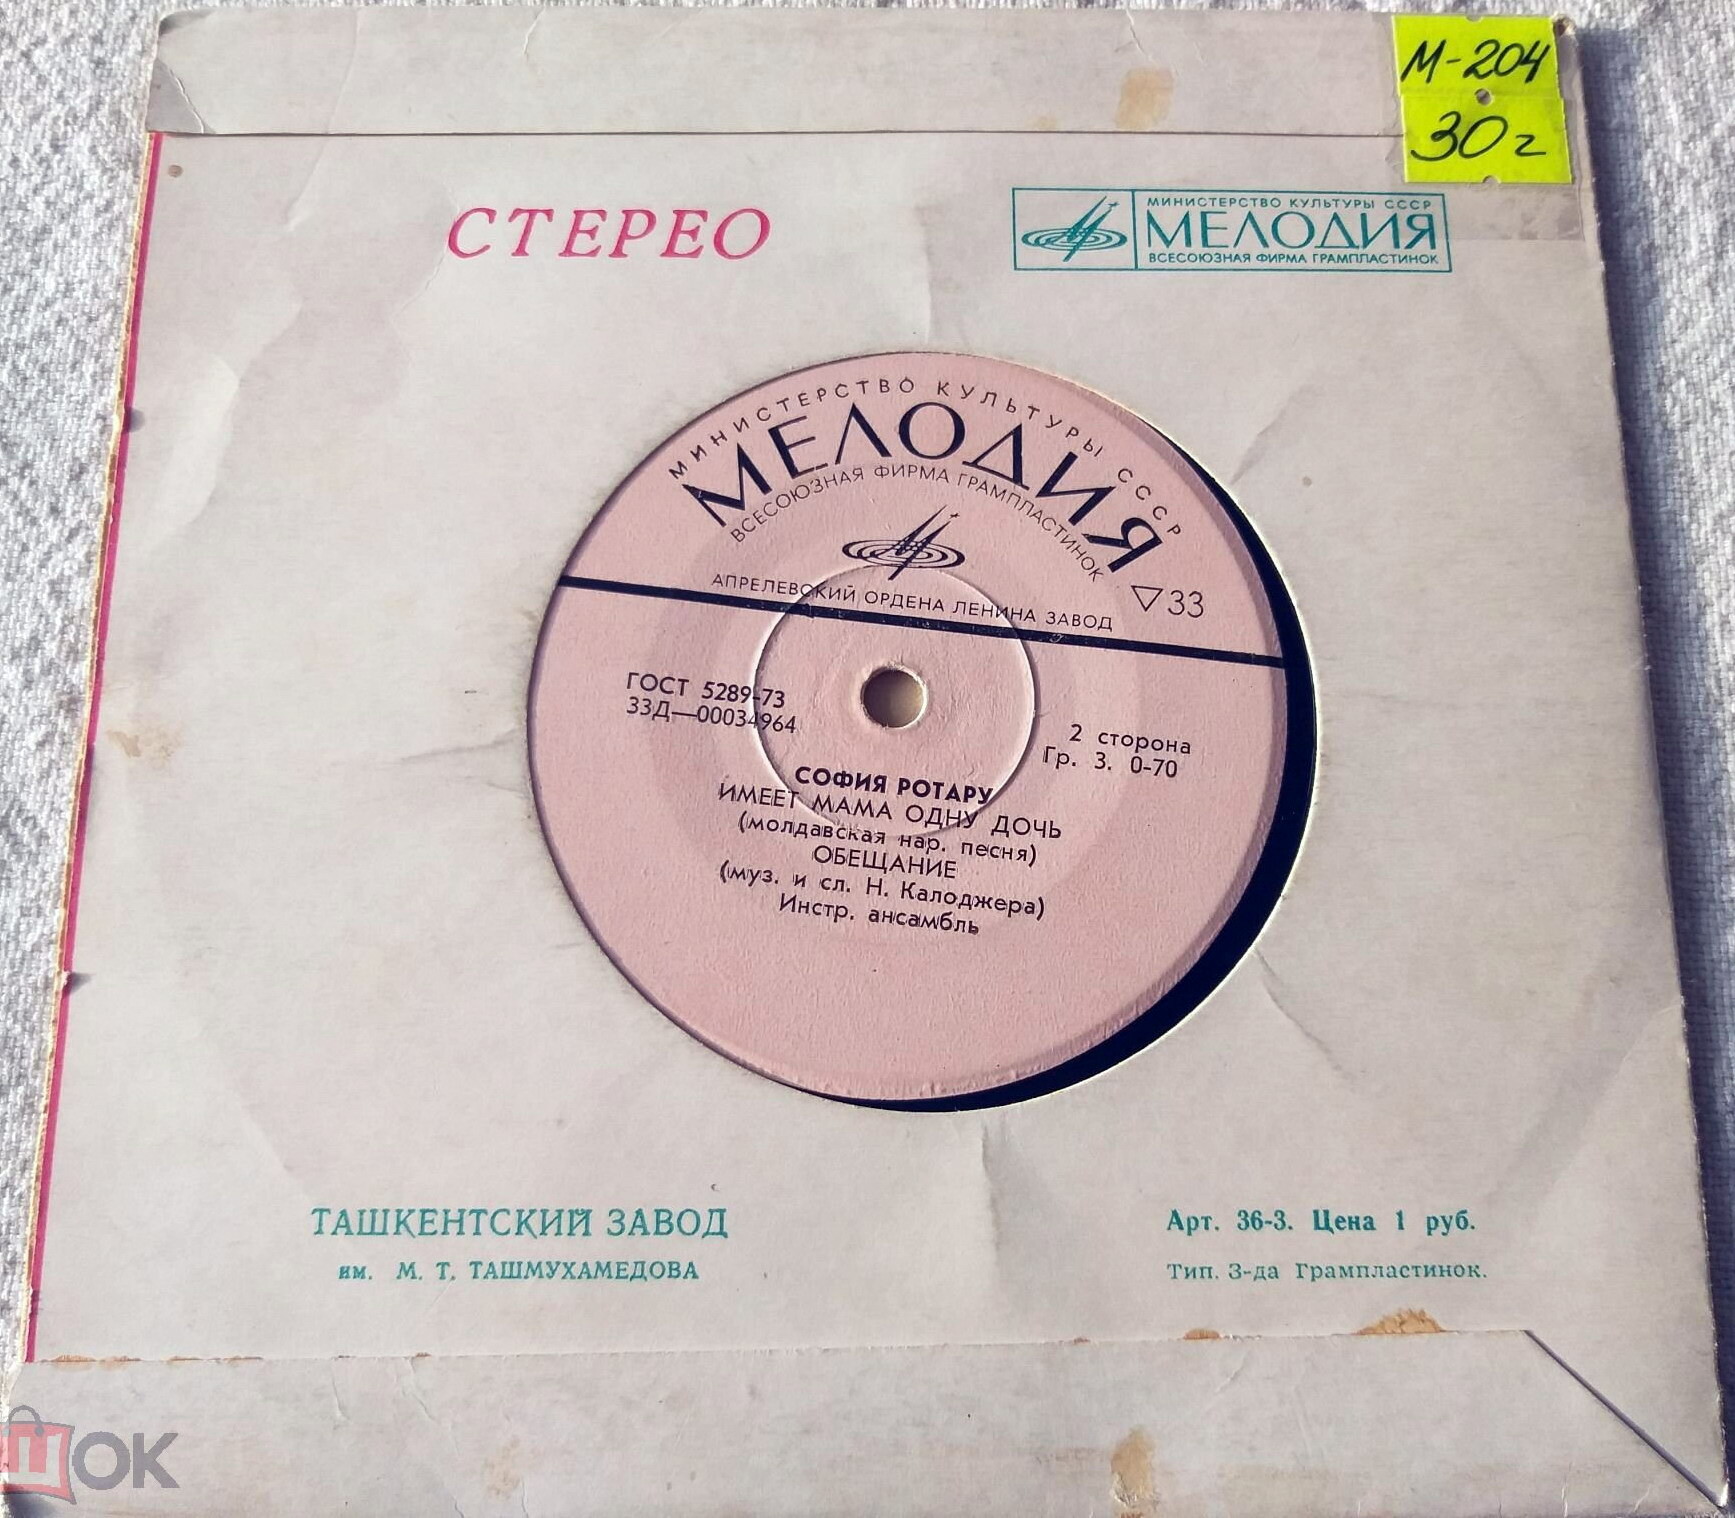 М-204
30г
СТЕРЕО
МИНИСТЕРСТВО КУЛЬТУРЫ СССР
МЕЛОДИЯ
ВСЕСОЮЗНАЯ ФИРМА ГРАМПЛАСТИНОК
МИНИСТЕРСТВО КУЛЬТУРЫ СССР
МЕЛОДИЯ
ВСЕСОЮЗНАЯ ФИРМА ГРАМПЛАСТИНОК
АПРЕЛЕВСКИЙ ОРДЕНА ЛЕНИНА ЗАВОД
33
ГОСТ 5289-73
33Д—00034964
2 сторона
Гр. 3. 0-70
СОФИЯ РОТАРУ
ИМЕЕТ МАМА ОДНУ ДОЧЬ
(молдавская нар. песня)
ОБЕЩАНИЕ
(муз. и сл. Н. Калоджера)
Инстр. ансамбль
ТАШКЕНТСКИЙ ЗАВОД
им. М. Т. ТАШМУХАМЕДОВА
Арт. 36-3. Цена 1 руб.
Тип. З-да Грампластинок.
ШОК